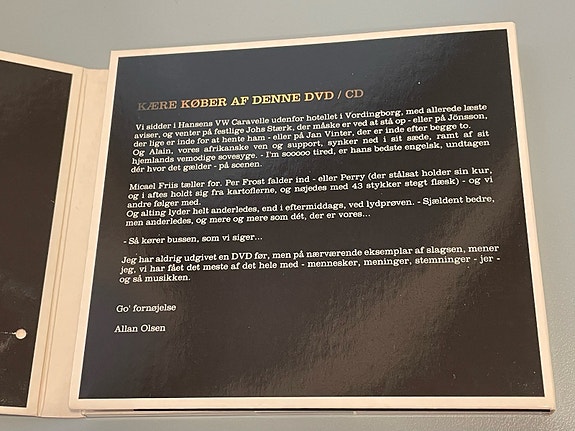 KÆRE KØBER AF DENNE DVD / CD
Vi sidder i Hansens VW Caravelle udenfor hotellet i Vordingborg, med allerede læste
aviser, og venter på festlige Johs Stærk, der måske er ved at stå op - eller på Jönsson,
der lige er inde for at hente ham - eller på Jan Vinter, der er inde efter begge to.
Og Alain, vores afrikanske ven og support, synker ned i sit sæde, ramt af sit
hjemlands vemodige sovesyge. - I'm sooooo tired, er hans bedste engelsk, undtagen
dér hvor det gælder - på scenen.
Micael Friis tæller for. Per Frost falder ind - eller Perry (der stålsat holder sin kur,
og i aftes holdt sig fra kartoflerne, og nøjedes med 43 stykker stegt flæsk) - og vi
andre følger med.
Og alting lyder helt anderledes, end i eftermiddags, ved lydprøven. - Sjældent bedre,
men anderledes, og mere og mere som dét, der er vores...
- Så kører bussen, som vi siger...
Jeg har aldrig udgivet en DVD før, men på nærværende eksemplar af slagsen, mener
jeg, vi har fået det meste af det hele med - mennesker, meninger, stemninger - jer -
og så musikken.
Go' fornøjelse
Allan Olsen